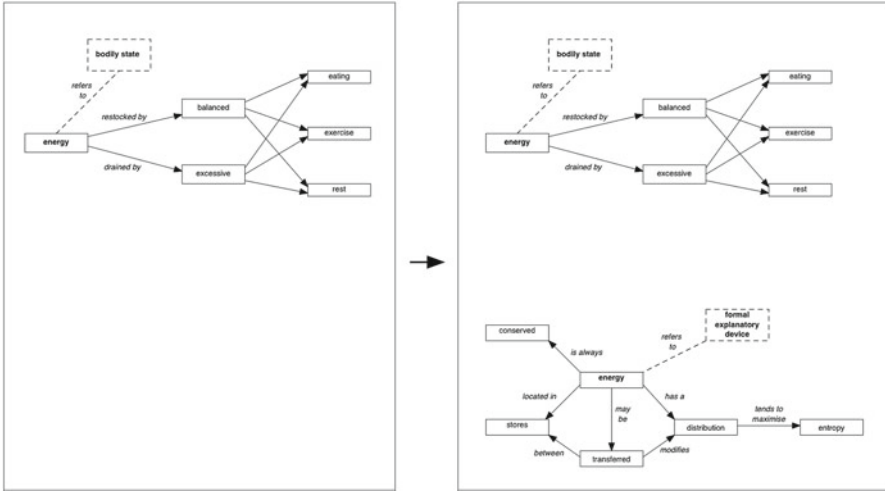 bodily state
refers
to
eating
balanced
restocked by
exercise
energy
drained by
excessive
rest
bodily state
refers
to
eating
balanced
restocked by
exercise
energy
drained by
excessive
rest
formal
explanatory
device
conserved
refers
to
is always
energy
located in
may
be
has a
tends to
maximise
stores
distribution
entropy
between
modifies
transferred